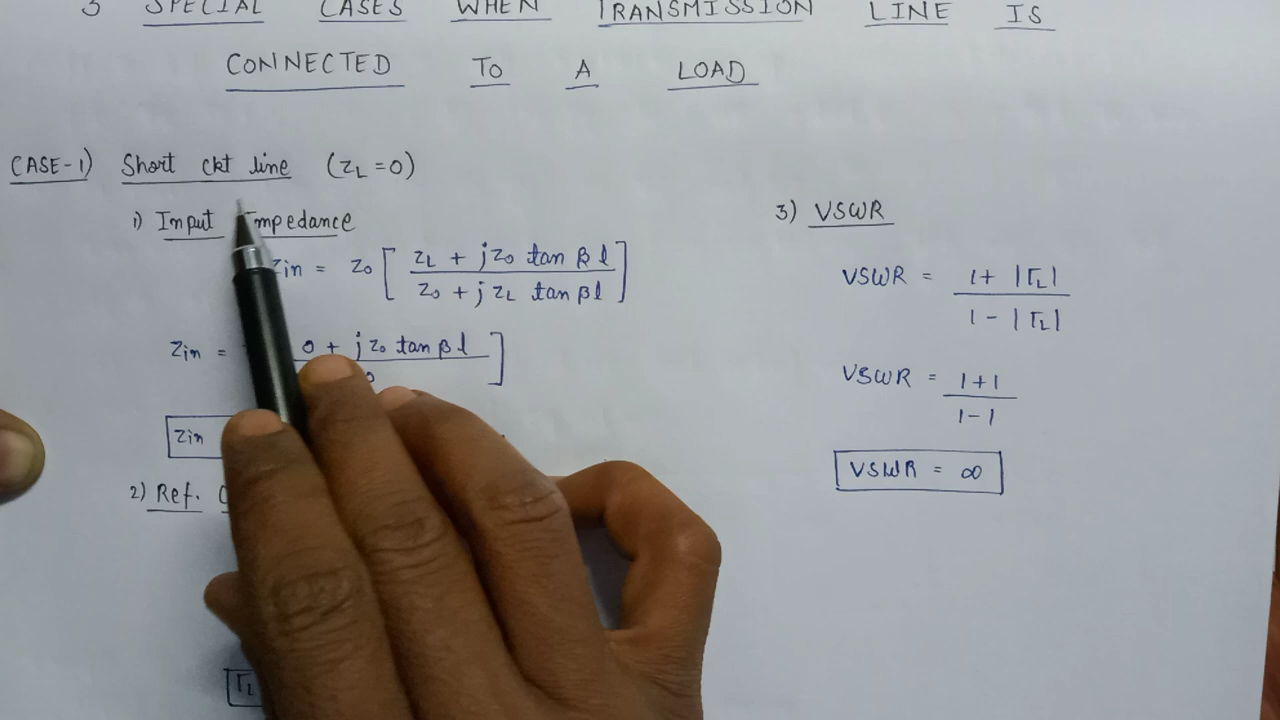 3 SPECIAL CASES WHEN TRANSMISSION LINE IS
CONNECTED TO A LOAD
CASE-1) Short ckt line (ZL = 0)
1) Input Impedance
Zin = Z0 [ ZL + jZ0 tan βl / Z0 + jZL tan βl ]
Zin = 0 + jZ0 tan βl ]
Zin
2) Ref.
ΓL
3) VSWR
VSWR = 1 + |ΓL| / 1 - |ΓL|
VSWR = 1+1 / 1-1
VSWR = ∞